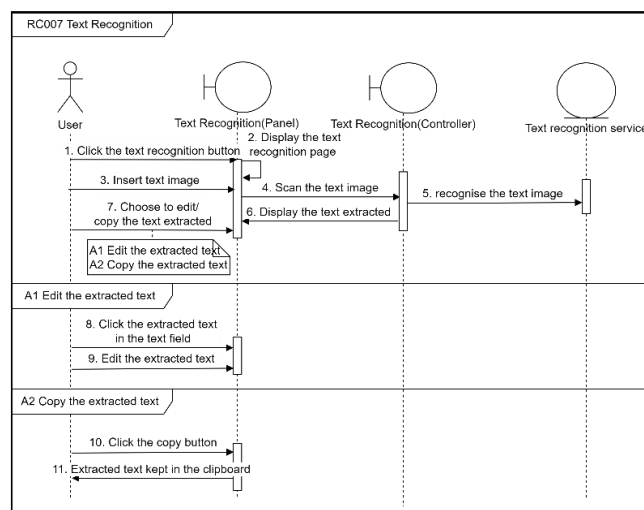 RC007 Text Recognition
User
Text Recognition(Panel)
Text Recognition(Controller)
Text recognition service
1. Click the text recognition button
2. Display the text
recognition page
3. Insert text image
4. Scan the text image
5. recognise the text image
6. Display the text extracted
7. Choose to edit/
copy the text extracted
A1 Edit the extracted text
A2 Copy the extracted text
A1 Edit the extracted text
8. Click the extracted text
in the text field
9. Edit the extracted text
A2 Copy the extracted text
10. Click the copy button
11. Extracted text kept in the clipboard